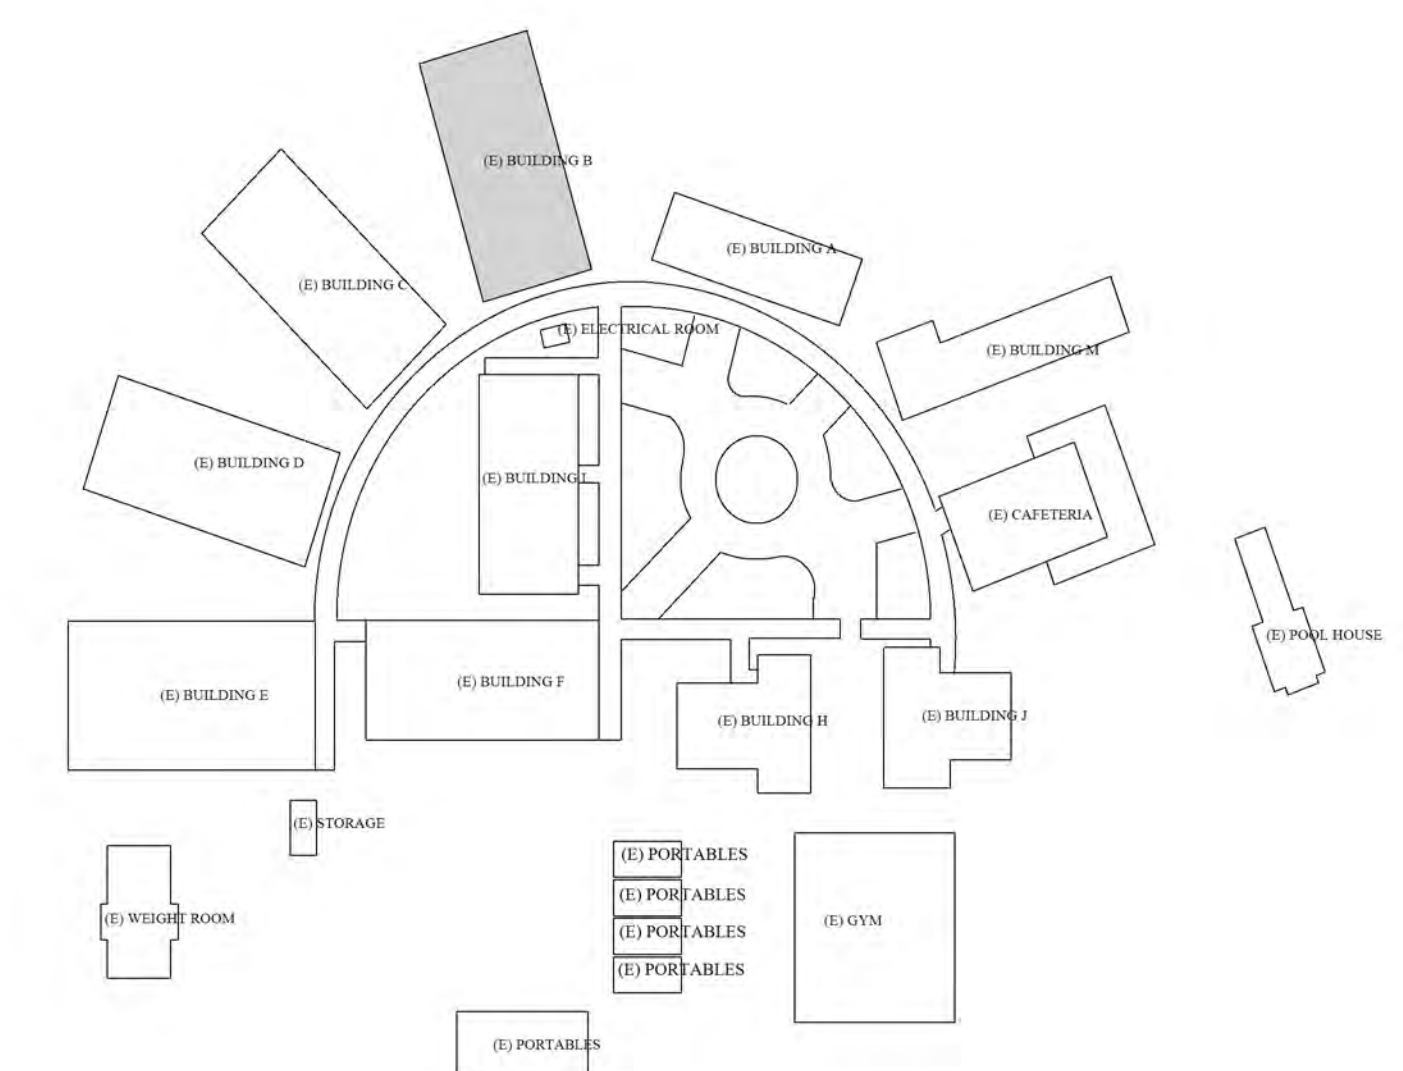 (E) BUILDING B
(E) BUILDING A
(E) BUILDING C
(E) ELECTRICAL ROOM
(E) BUILDING M
(E) BUILDING D
(E) BUILDING
(E) CAFETERIA
(E) POOL HOUSE
(E) BUILDING F
(E) BUILDING E
(E) BUILDING H
(E) BUILDING J
(E) STORAGE
(E) PORTABLES
(E) PORTABLES
(E) WEIGHT ROOM
(E) GYM
(E) PORTABLES
(E) PORTABLES
(E) PORTABLES